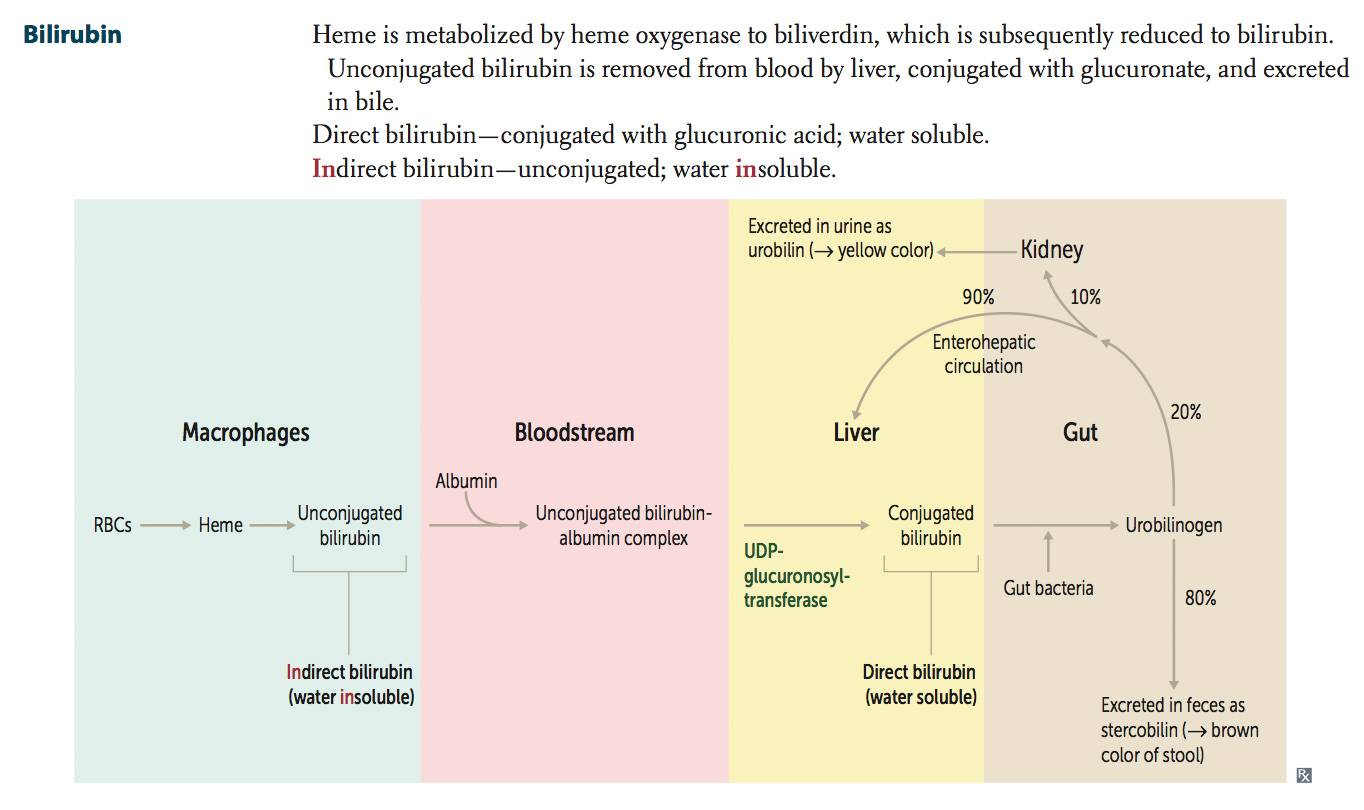 Bilirubin
Heme is metabolized by heme oxygenase to biliverdin, which is subsequently reduced to bilirubin.
Unconjugated bilirubin is removed from blood by liver, conjugated with glucuronate, and excreted
in bile.
Direct bilirubin—conjugated with glucuronic acid; water soluble.
Indirect bilirubin—unconjugated; water insoluble.
Excreted in urine as
urobilin (→ yellow color)
Kidney
90%
10%
Enterohepatic
circulation
20%
Macrophages
Bloodstream
Liver
Gut
Albumin
RBCs
Heme
Unconjugated
bilirubin
Unconjugated bilirubin-
albumin complex
UDP-
glucuronosyl-
transferase
Conjugated
bilirubin
Urobilinogen
Gut bacteria
80%
Indirect bilirubin
(water insoluble)
Direct bilirubin
(water soluble)
Excreted in feces as
stercobilin (→ brown
color of stool)
Rx